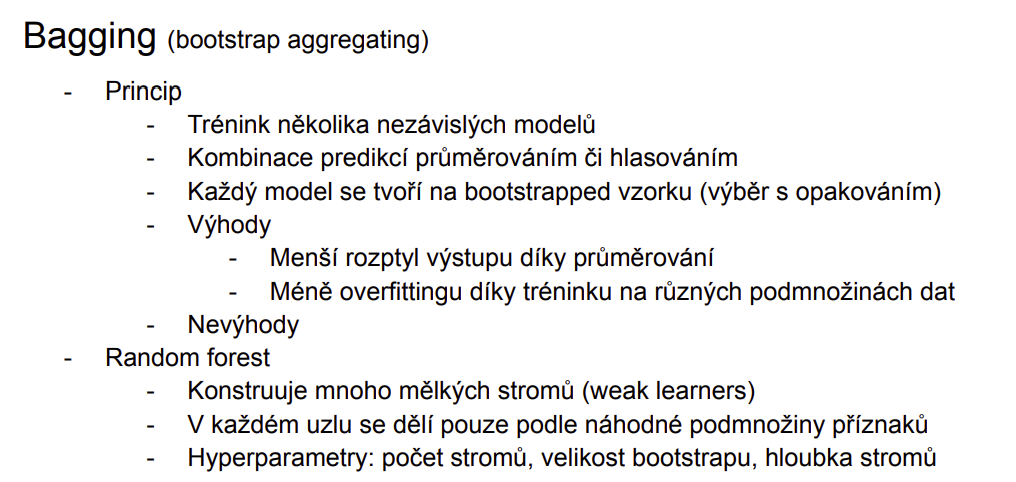 Bagging (bootstrap aggregating)
- Princip
- Trénink několika nezávislých modelů
- Kombinace predikcí průměrováním či hlasováním
- Každý model se tvoří na bootstrapped vzorku (výběr s opakováním)
- Výhody
- Menší rozptyl výstupu díky průměrování
- Méně overfittingu díky tréninku na různých podmnožinách dat
- Nevýhody
- Random forest
- Konstruuje mnoho mělkých stromů (weak learners)
- V každém uzlu se dělí pouze podle náhodné podmnožiny příznaků
- Hyperparametry: počet stromů, velikost bootstrapu, hloubka stromů